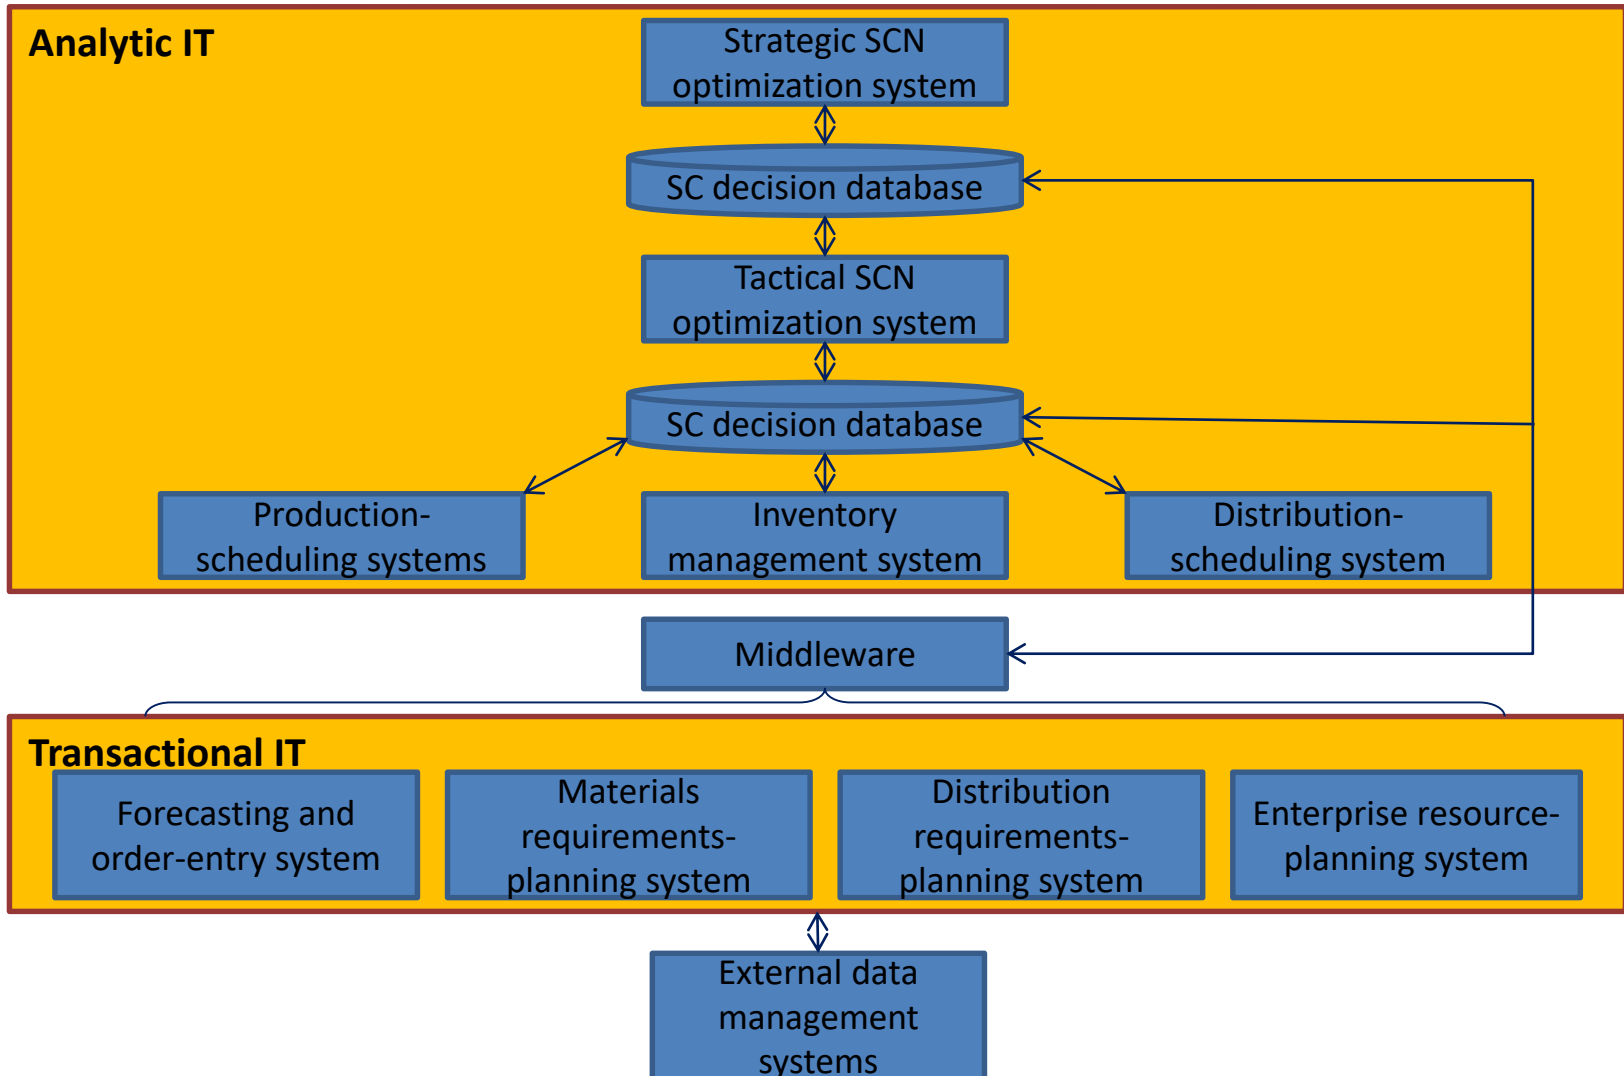 Analytic IT
Strategic SCN
optimization system
SC decision database
Tactical SCN
optimization system
SC decision database
Production-
scheduling systems
Inventory
management system
Distribution-
scheduling system
Middleware
Transactional IT
Forecasting and
order-entry system
Materials
requirements-
planning system
Distribution
requirements-
planning system
Enterprise resource-
planning system
External data
management
systems